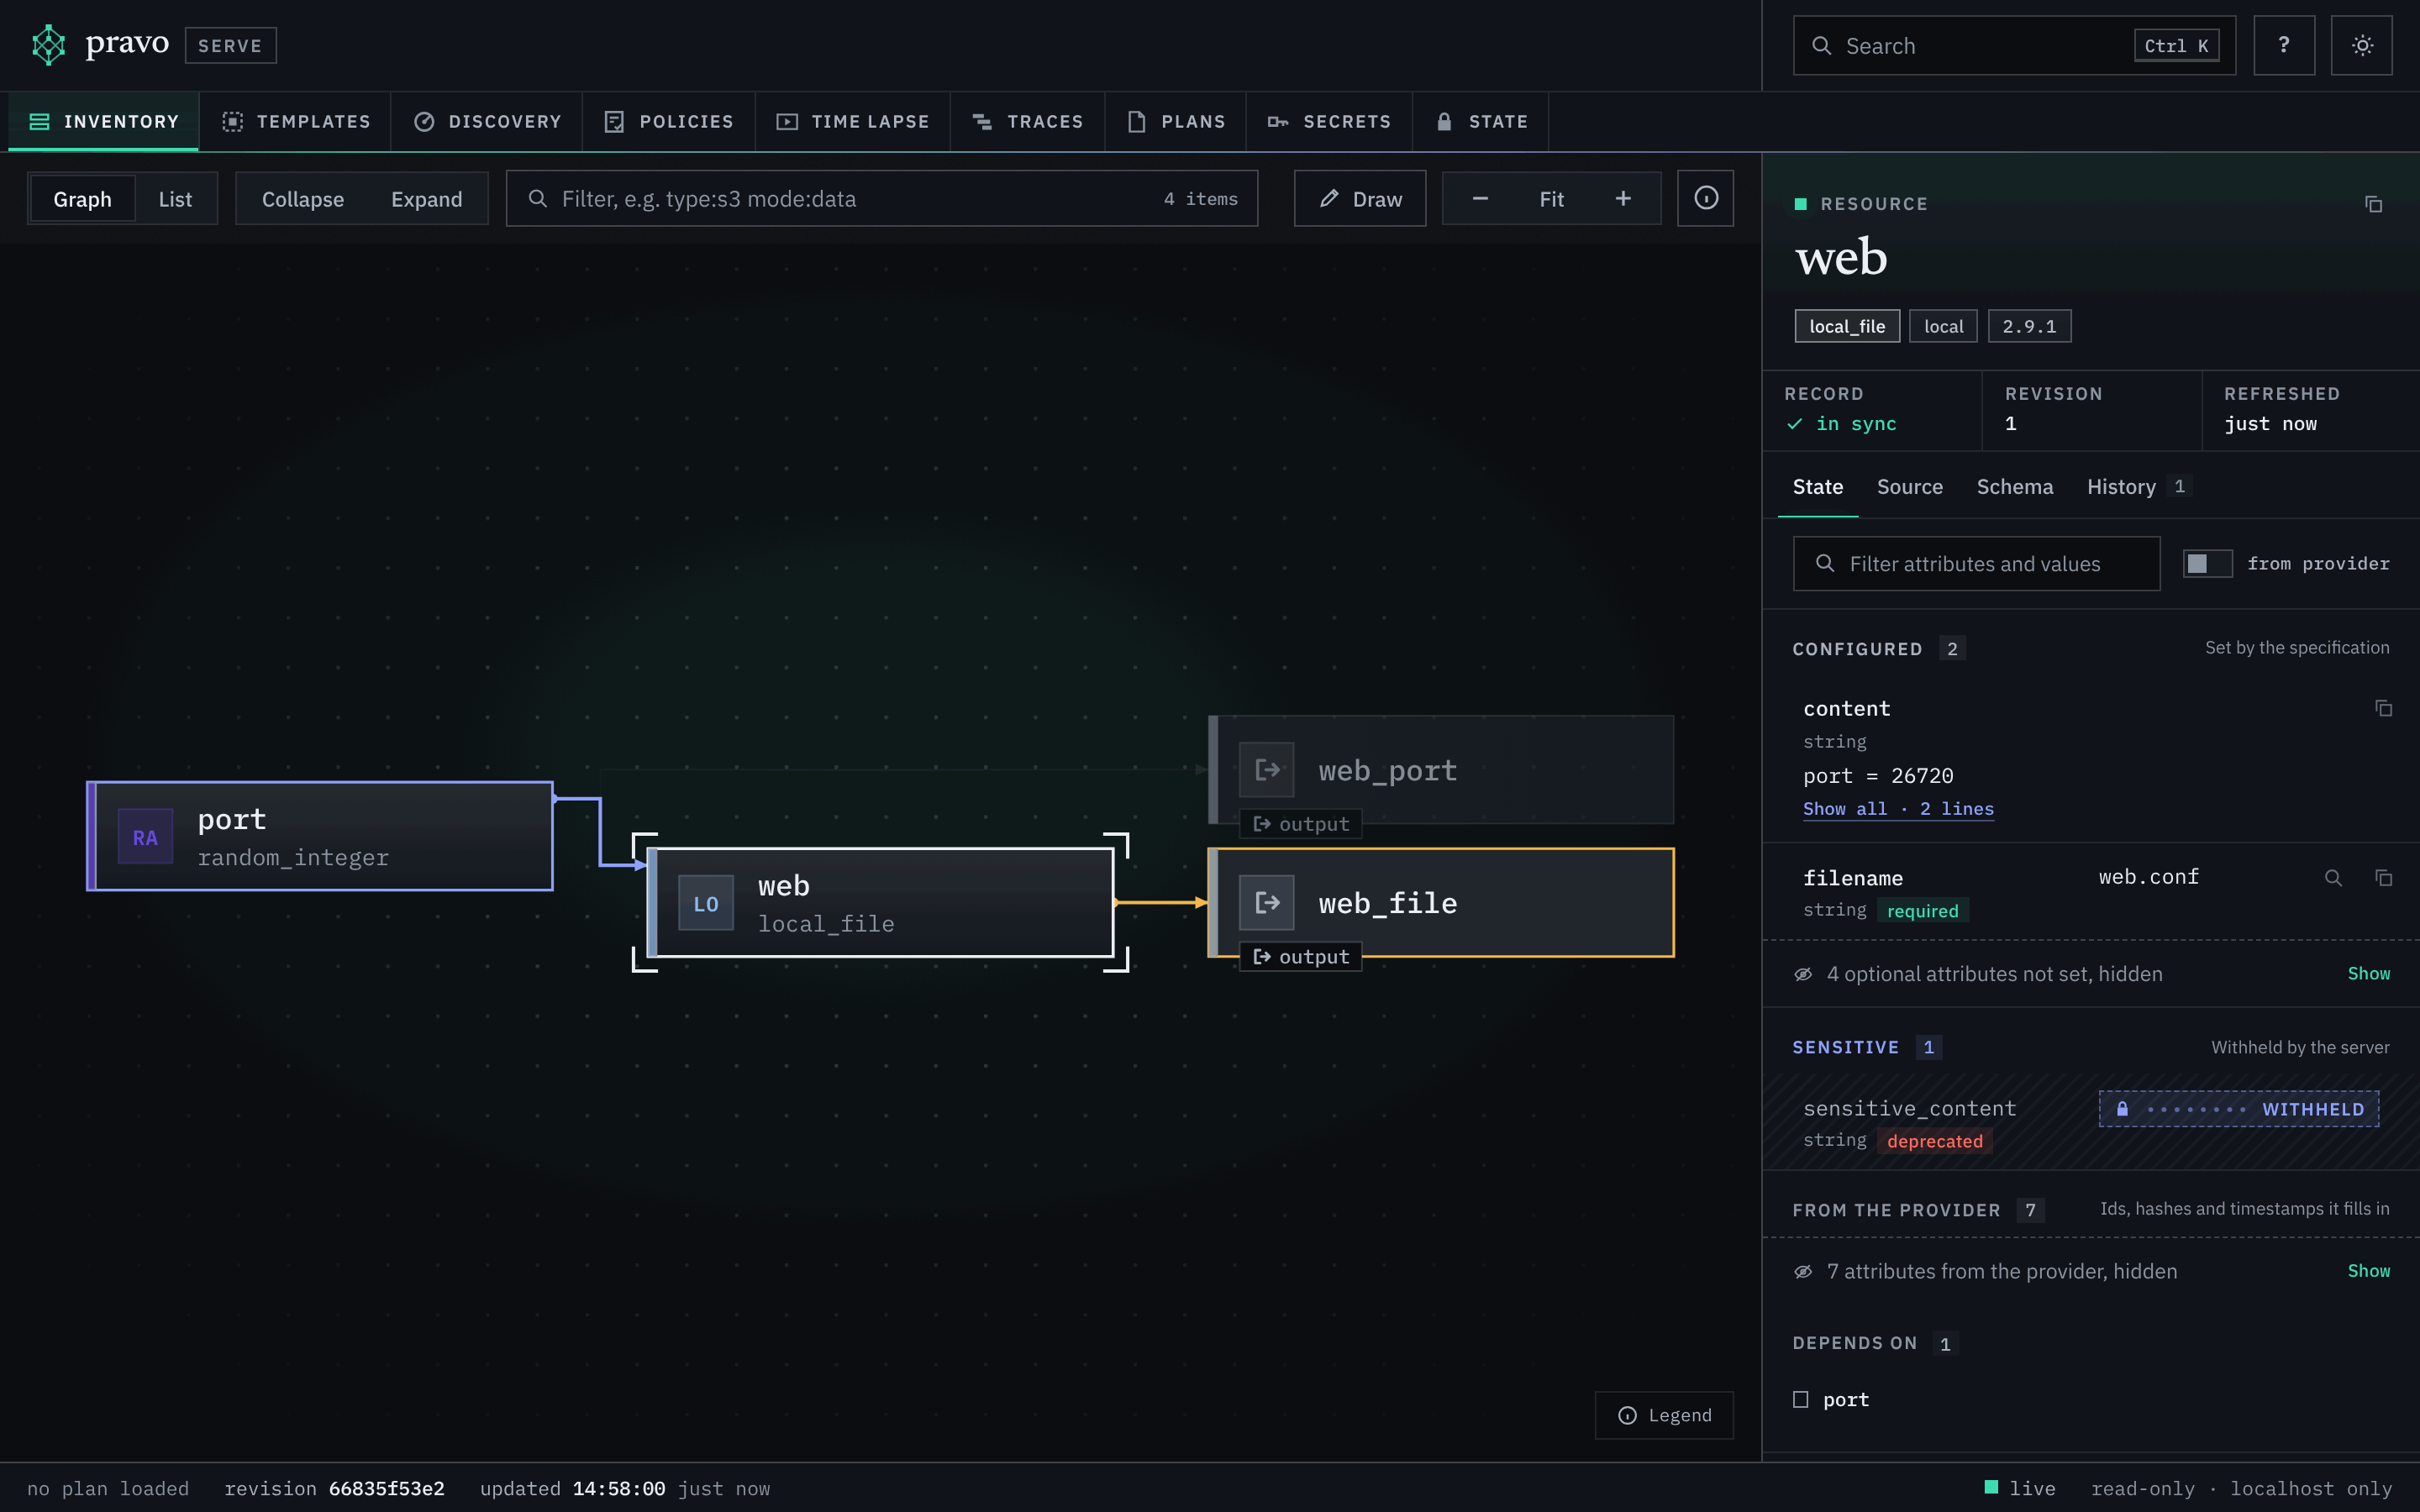 pravo SERVE
Search Ctrl K ?
INVENTORY TEMPLATES DISCOVERY POLICIES TIME LAPSE TRACES PLANS SECRETS STATE
Graph List Collapse Expand Filter, e.g. type:s3 mode:data 4 items Draw − Fit +
RA port
random_integer
LO web
local_file
web_port
output
web_file
output
Legend
RESOURCE
web
local_file local 2.9.1
RECORD REVISION REFRESHED
in sync 1 just now
State Source Schema History 1
Filter attributes and values from provider
CONFIGURED 2 Set by the specification
content
string
port = 26720
Show all · 2 lines
filename web.conf
string required
4 optional attributes not set, hidden Show
SENSITIVE 1 Withheld by the server
sensitive_content WITHHELD
string deprecated
FROM THE PROVIDER 7 Ids, hashes and timestamps it fills in
7 attributes from the provider, hidden Show
DEPENDS ON 1
port
no plan loaded revision 66835f53e2 updated 14:58:00 just now live read-only · localhost only